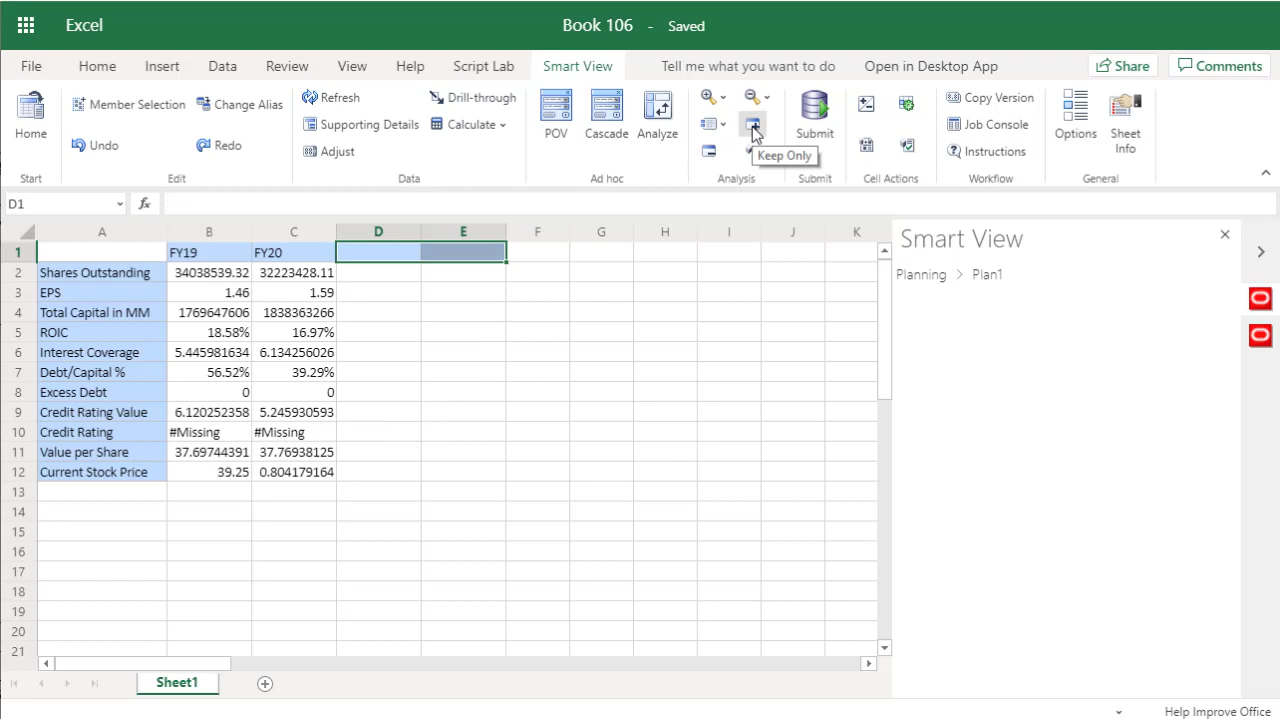 Excel
Book 106 - Saved
File Home Insert Data Review View Help Script Lab Smart View Tell me what you want to do Open in Desktop App Share Comments
Home
Start
Member Selection Change Alias
Undo Redo
Edit
Refresh Drill-through
Supporting Details Calculate
Adjust
Data
POV Cascade Analyze
Ad hoc
Keep Only
Analysis
Submit
Submit
Cell Actions
Copy Version
Job Console
Instructions
Workflow
Options Sheet Info
General
D1 fx
A B C D E F G H I J K
1 FY19 FY20
2 Shares Outstanding 34038539.32 32223428.11
3 EPS 1.46 1.59
4 Total Capital in MM 1769647606 1838363266
5 ROIC 18.58% 16.97%
6 Interest Coverage 5.445981634 6.134256026
7 Debt/Capital % 56.52% 39.29%
8 Excess Debt 0 0
9 Credit Rating Value 6.120252358 5.245930593
10 Credit Rating #Missing #Missing
11 Value per Share 37.69744391 37.76938125
12 Current Stock Price 39.25 0.804179164
13
14
15
16
17
18
19
20
21
Smart View
Planning > Plan1
Sheet1
Help Improve Office